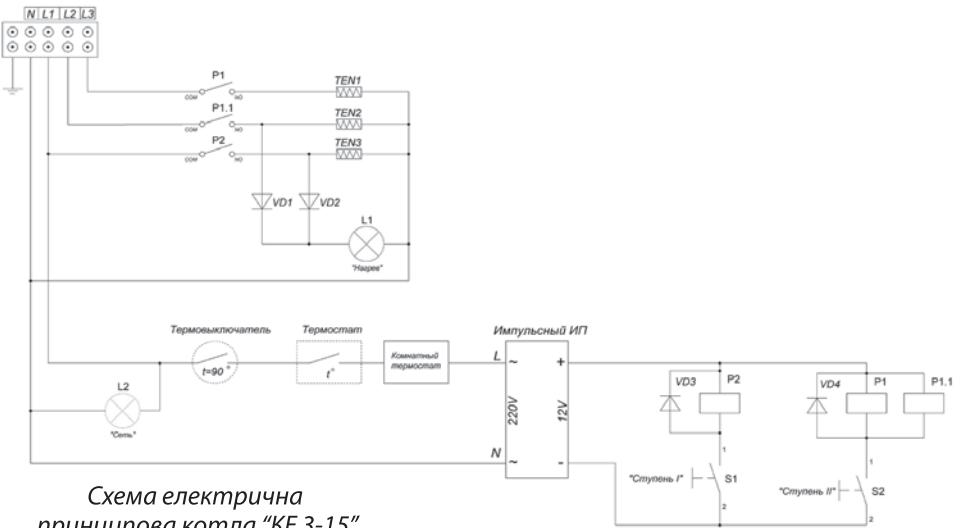 N L1 L2 L3
P1
TEN1
COM NO
P1.1
TEN2
COM NO
P2
TEN3
COM NO
VD1 VD2
L1
"Нагрев"
Термовыключатель Термостат Импульсный ИП
t=90 °
t°
Комнатный
термостат
L ~ +
220V 12V
N ~ -
L2
"Сеть"
VD3 P2
VD4 P1 P1.1
1
"Ступень I" S1
2
1
"Ступень II" S2
2
Схема електрична
принципова котла “КЕ 3-15”